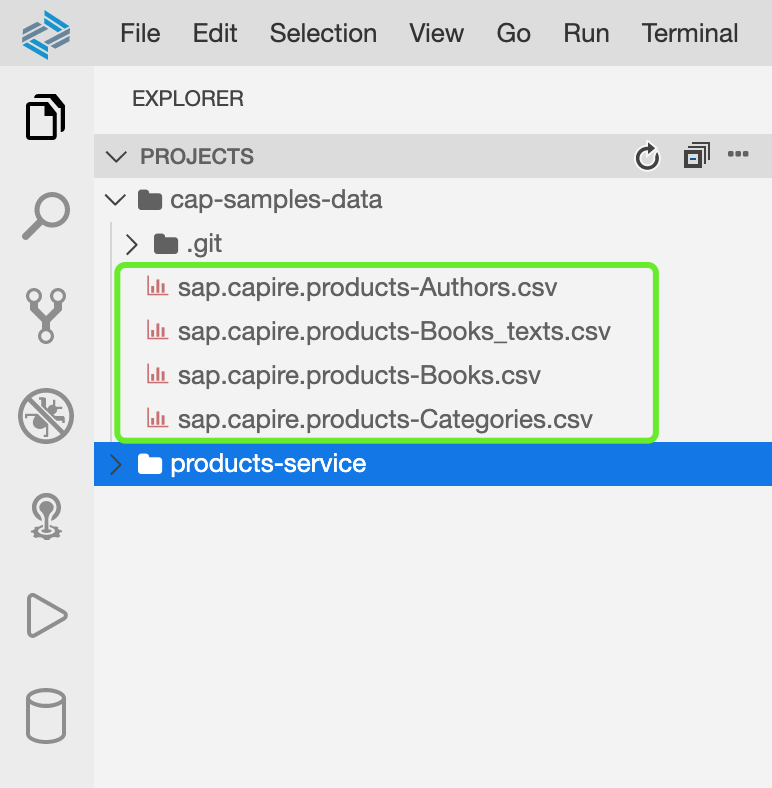 File Edit Selection View Go Run Terminal
EXPLORER
PROJECTS
cap-samples-data
.git
sap.capire.products-Authors.csv
sap.capire.products-Books_texts.csv
sap.capire.products-Books.csv
sap.capire.products-Categories.csv
products-service